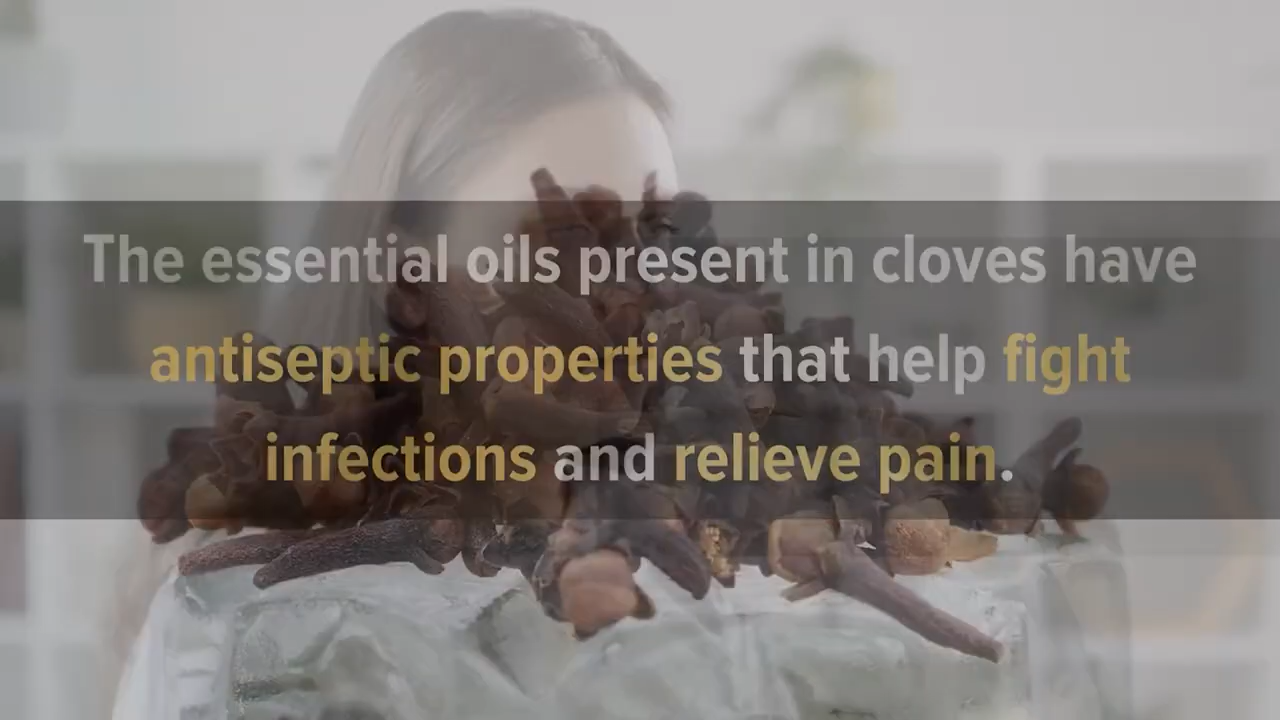 The essential oils present in cloves have
antiseptic properties that help fight
infections and relieve pain.